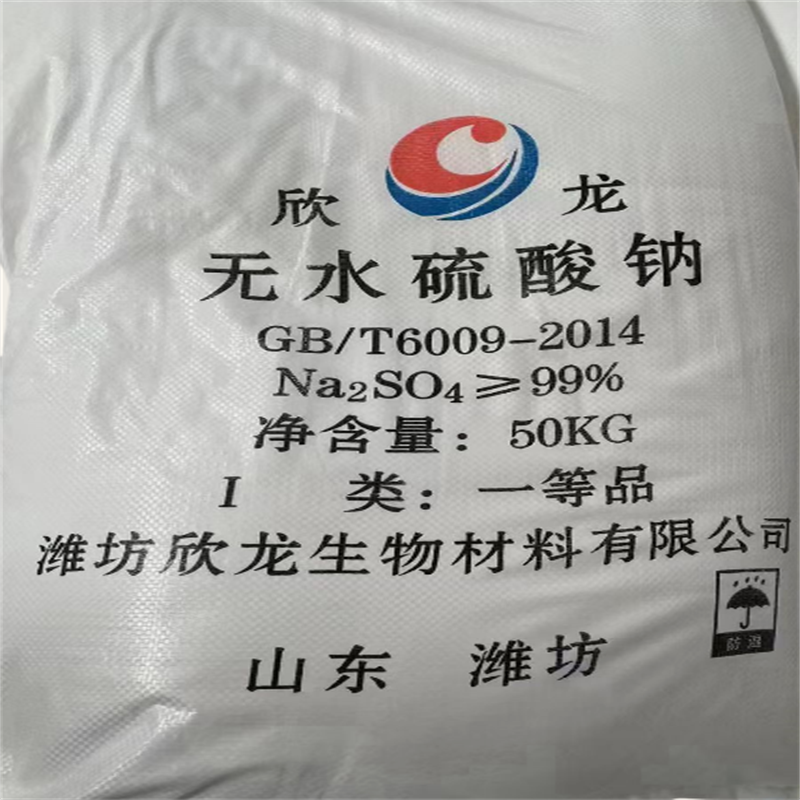 欣 龙
无水硫酸钠
GB/T6009-2014
Na₂SO₄≥99%
净含量：50KG
I 类：一等品
潍坊欣龙生物材料有限公司
防潮
山东 潍坊